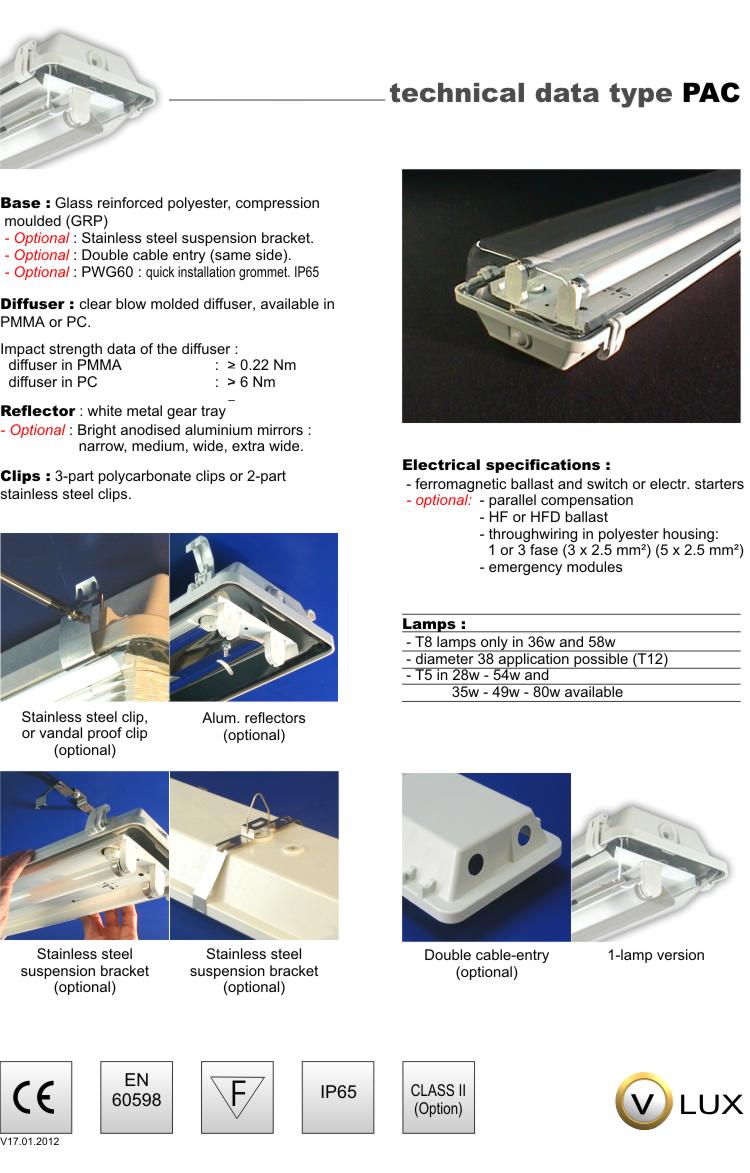 technical data type PAC
Base : Glass reinforced polyester, compression
moulded (GRP)
- Optional : Stainless steel suspension bracket.
- Optional : Double cable entry (same side).
- Optional : PWG60 : quick installation grommet. IP65
Diffuser : clear blow molded diffuser, available in
PMMA or PC.
Impact strength data of the diffuser :
diffuser in PMMA : ≥ 0.22 Nm
diffuser in PC : > 6 Nm
_
Reflector : white metal gear tray
- Optional : Bright anodised aluminium mirrors :
narrow, medium, wide, extra wide.
Clips : 3-part polycarbonate clips or 2-part
stainless steel clips.
Stainless steel clip,
or vandal proof clip
(optional)
Alum. reflectors
(optional)
Stainless steel
suspension bracket
(optional)
Stainless steel
suspension bracket
(optional)
Electrical specifications :
- ferromagnetic ballast and switch or electr. starters
- optional: - parallel compensation
- HF or HFD ballast
- throughwiring in polyester housing:
1 or 3 fase (3 x 2.5 mm²) (5 x 2.5 mm²)
- emergency modules
Lamps :
- T8 lamps only in 36w and 58w
- diameter 38 application possible (T12)
- T5 in 28w - 54w and
35w - 49w - 80w available
Double cable-entry
(optional)
1-lamp version
CE
EN
60598
F
IP65
CLASS II
(Option)
V LUX
V17.01.2012